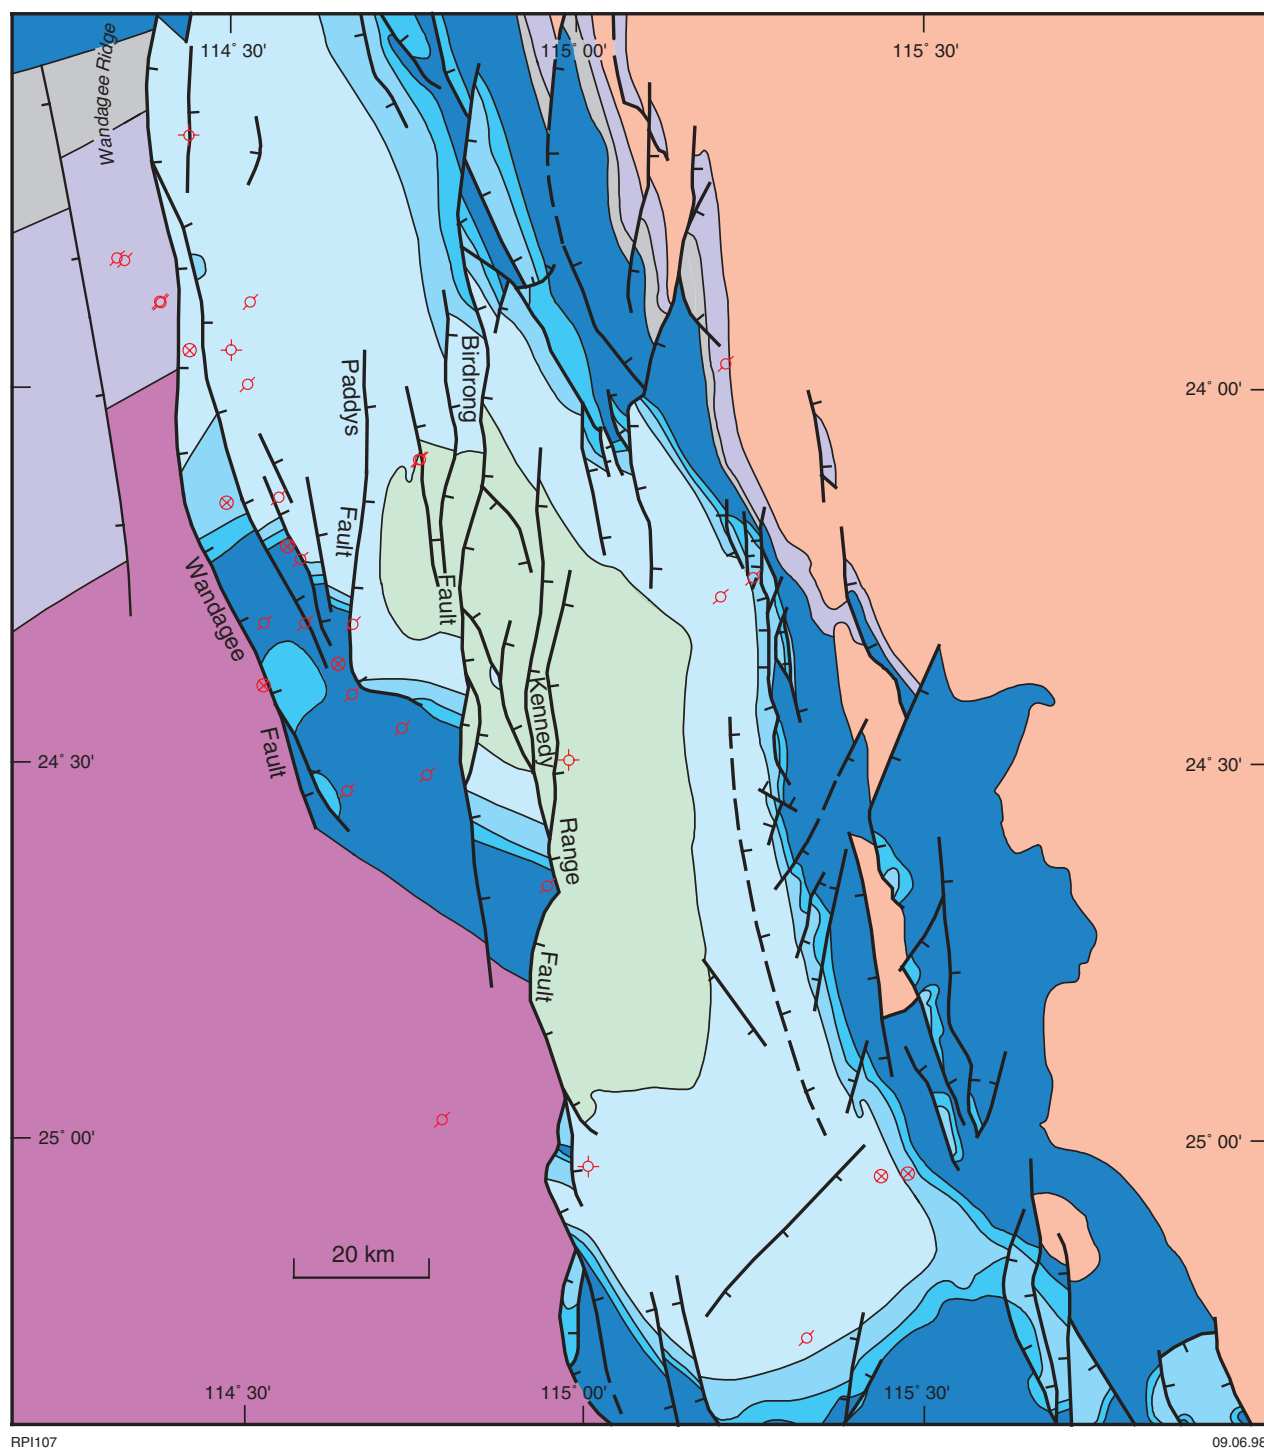 114° 30'
115° 00'
115° 30'
Wandagee Ridge
Birdrong
Fault
Paddys
Fault
24° 00'
Wandagee
Fault
Kennedy
Range
Fault
24° 30'
24° 30'
25° 00'
25° 00'
20 km
114° 30'
115° 00'
115° 30'
RPI107
09.06.98